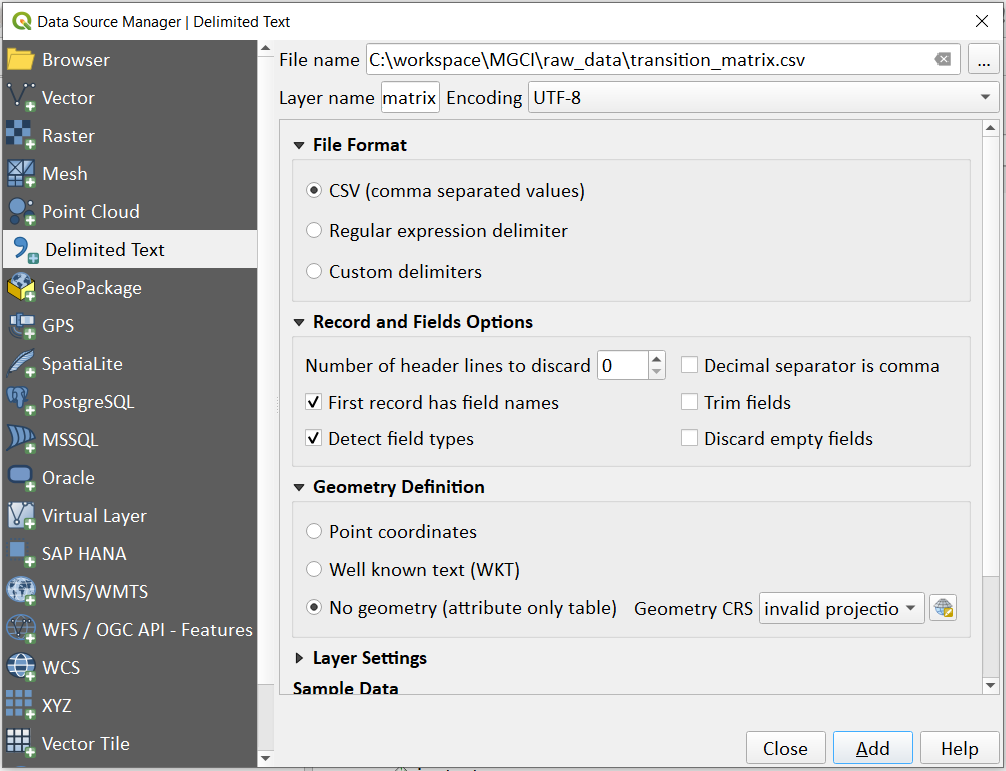 Data Source Manager | Delimited Text
Browser
Vector
Raster
Mesh
Point Cloud
Delimited Text
GeoPackage
GPS
SpatiaLite
PostgreSQL
MSSQL
Oracle
Virtual Layer
SAP HANA
WMS/WMTS
WFS / OGC API - Features
WCS
XYZ
Vector Tile
File name C:\workspace\MGCI\raw_data\transition_matrix.csv ...
Layer name matrix Encoding UTF-8
File Format
CSV (comma separated values)
Regular expression delimiter
Custom delimiters
Record and Fields Options
Number of header lines to discard 0 Decimal separator is comma
First record has field names Trim fields
Detect field types Discard empty fields
Geometry Definition
Point coordinates
Well known text (WKT)
No geometry (attribute only table) Geometry CRS invalid projectio
Layer Settings
Sample Data
Close Add Help